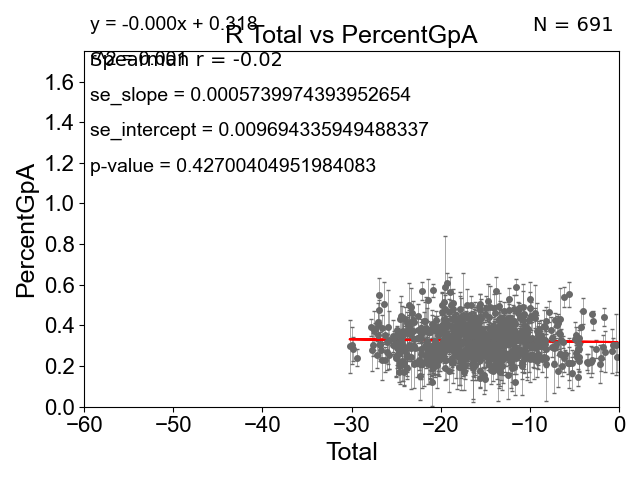 y = -0.000x + 0.318
N = 691
R Total vs PercentGpA
Spearman r = -0.02
se_slope = 0.0005739974393952654
se_intercept = 0.009694335949488337
p-value = 0.42700404951984083
PercentGpA
1.6
1.4
1.2
1.0
0.8
0.6
0.4
0.2
0.0
−60 −50 −40 −30 −20 −10 0
Total